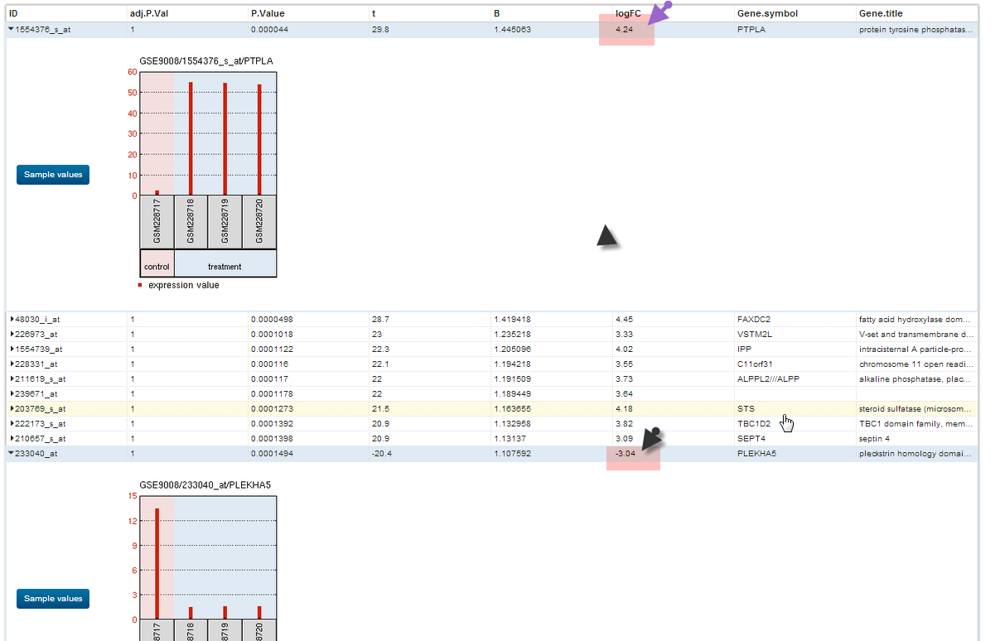 ID adj.P.Val P.Value t B logFC Gene.symbol Gene.title
1554376_s_at 1 0.000044 29.8 1.445063 4.24 PTPLA protein tyrosine phosphatas...
GSE9008/1554376_s_at/PTPLA
60
50
40
30
20
10
0
Sample values
GSM228717 GSM228718 GSM228719 GSM228720
control treatment
expression value
48030_i_at 1 0.0000498 28.7 1.419418 4.45 FAXDC2 fatty acid hydroxylase dom...
226973_at 1 0.0001018 23 1.235218 3.33 VSTM2L V-set and transmembrane d...
1554739_at 1 0.0001122 22.3 1.205096 4.02 IPP intracisternal A particle-pro...
228331_at 1 0.000116 22.1 1.194218 3.55 C11orf31 chromosome 11 open readi...
211619_s_at 1 0.000117 22 1.191509 3.73 ALPPL2///ALPP alkaline phosphatase, plac...
239671_at 1 0.0001178 22 1.189449 3.64
203769_s_at 1 0.0001273 21.5 1.163655 4.18 STS steroid sulfatase (microsom...
222173_s_at 1 0.0001392 20.9 1.132958 3.82 TBC1D2 TBC1 domain family, mem...
210657_s_at 1 0.0001398 20.9 1.13137 3.09 SEPT4 septin 4
233040_at 1 0.0001494 -20.4 1.107592 -3.04 PLEKHA5 pleckstrin homology domai...
GSE9008/233040_at/PLEKHA5
15
12
9
6
3
0
Sample values
8717 8718 8719 8720